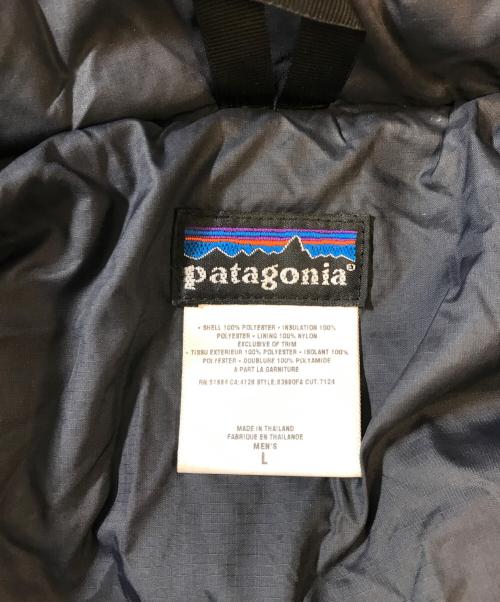 patagonia®
• SHELL 100% POLYESTER • INSULATION 100%
POLYESTER • LINING 100% NYLON
EXCLUSIVE OF TRIM
• TISSU EXTERIEUR 100% POLYESTER • ISOLANT 100%
POLYESTER • DOUBLURE 100% POLYAMIDE
A PART LA GARNITURE
RN 51884 CA:4128 STYLE:83690FA CUT:7124
MADE IN THAILAND
FABRIQUE EN THAILANDE
MEN'S
L